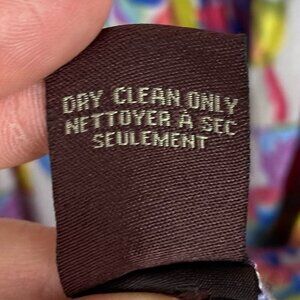 DRY CLEAN ONLY
NETTOYER À SEC
SEULEMENT